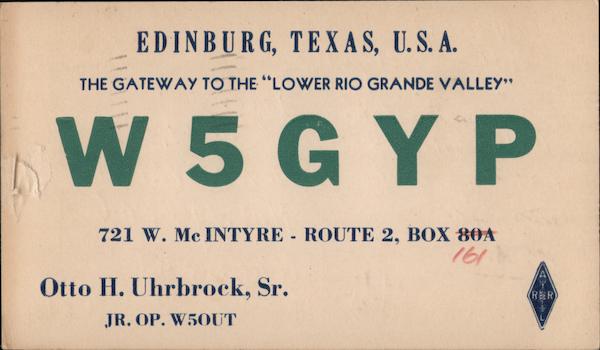 EDINBURG, TEXAS, U.S.A.
THE GATEWAY TO THE "LOWER RIO GRANDE VALLEY"
W5GYP
721 W. McINTYRE - ROUTE 2, BOX 80A
161
Otto H. Uhrbrock, Sr.
JR. OP. W5OUT
A
R R
L